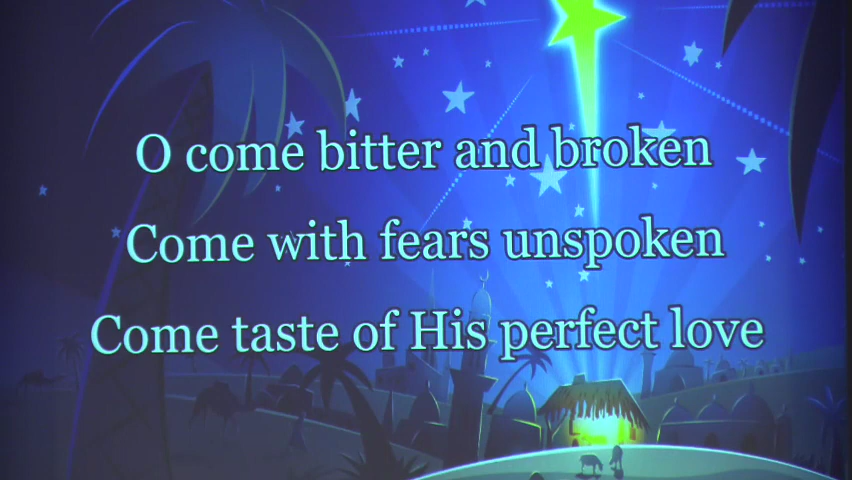 O come bitter and broken
Come with fears unspoken
Come taste of His perfect love